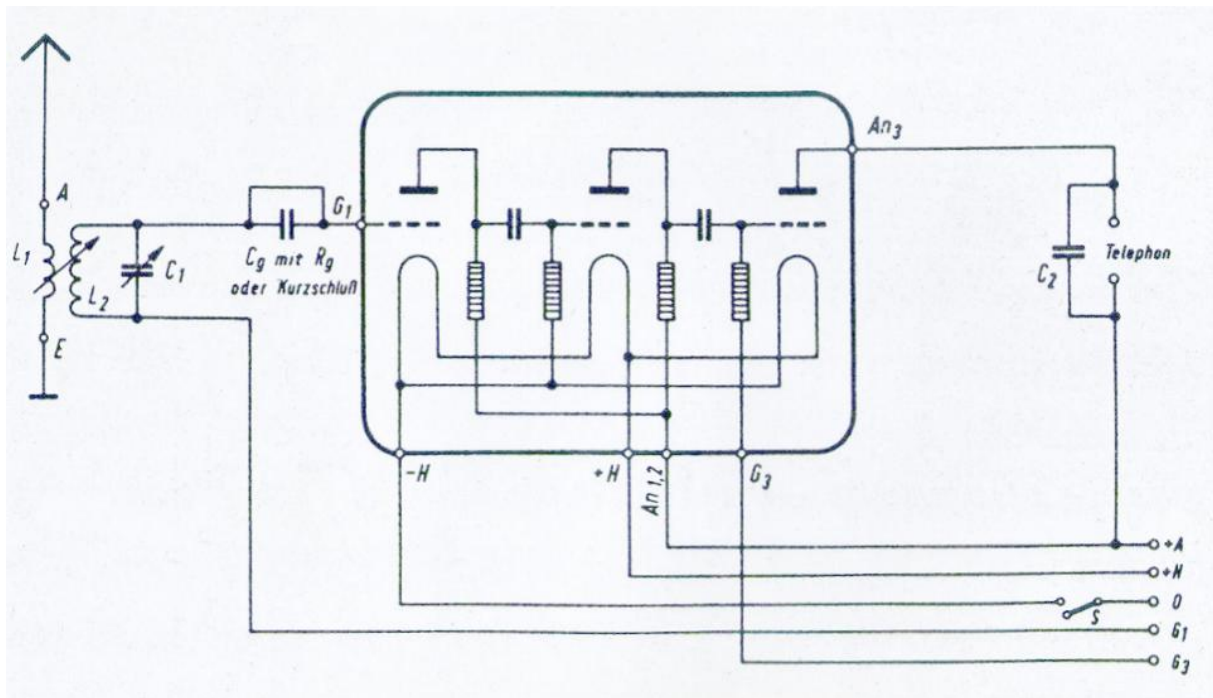 An3
A
G1
L1
C1
Cg mit Rg
oder Kurzschluß
L2
C2
Telephon
E
-H
+H
An 1,2
G3
+A
+H
0
S
G1
G3